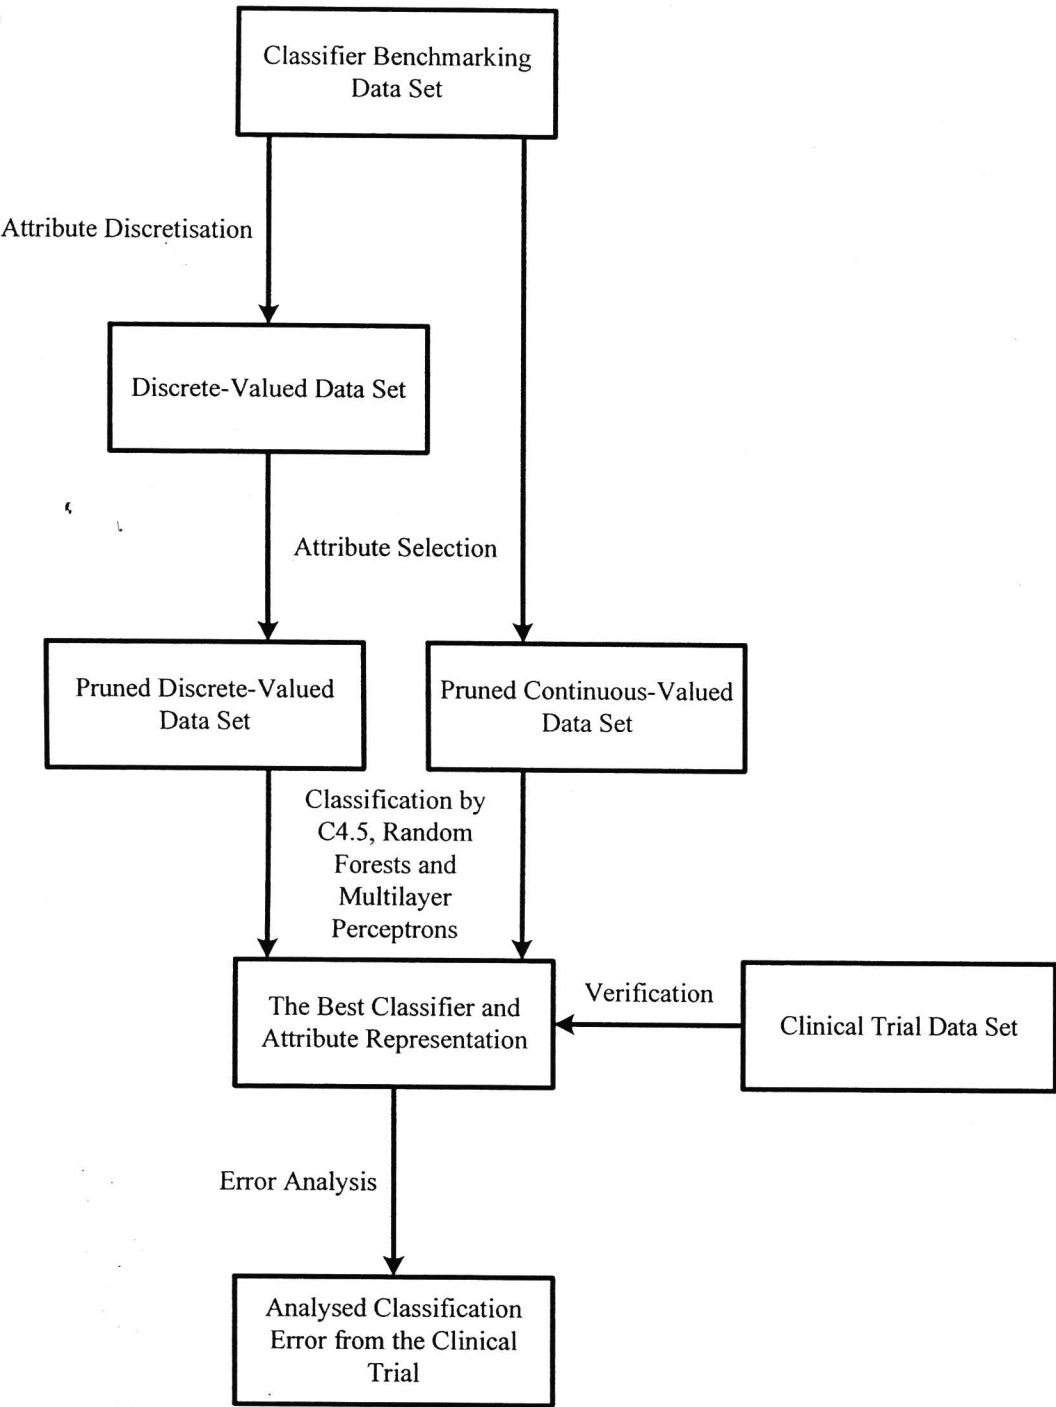 Classifier Benchmarking
Data Set
Attribute Discretisation
Discrete-Valued Data Set
Attribute Selection
Pruned Discrete-Valued
Data Set
Pruned Continuous-Valued
Data Set
Classification by
C4.5, Random
Forests and
Multilayer
Perceptrons
The Best Classifier and
Attribute Representation
Verification
Clinical Trial Data Set
Error Analysis
Analysed Classification
Error from the Clinical
Trial